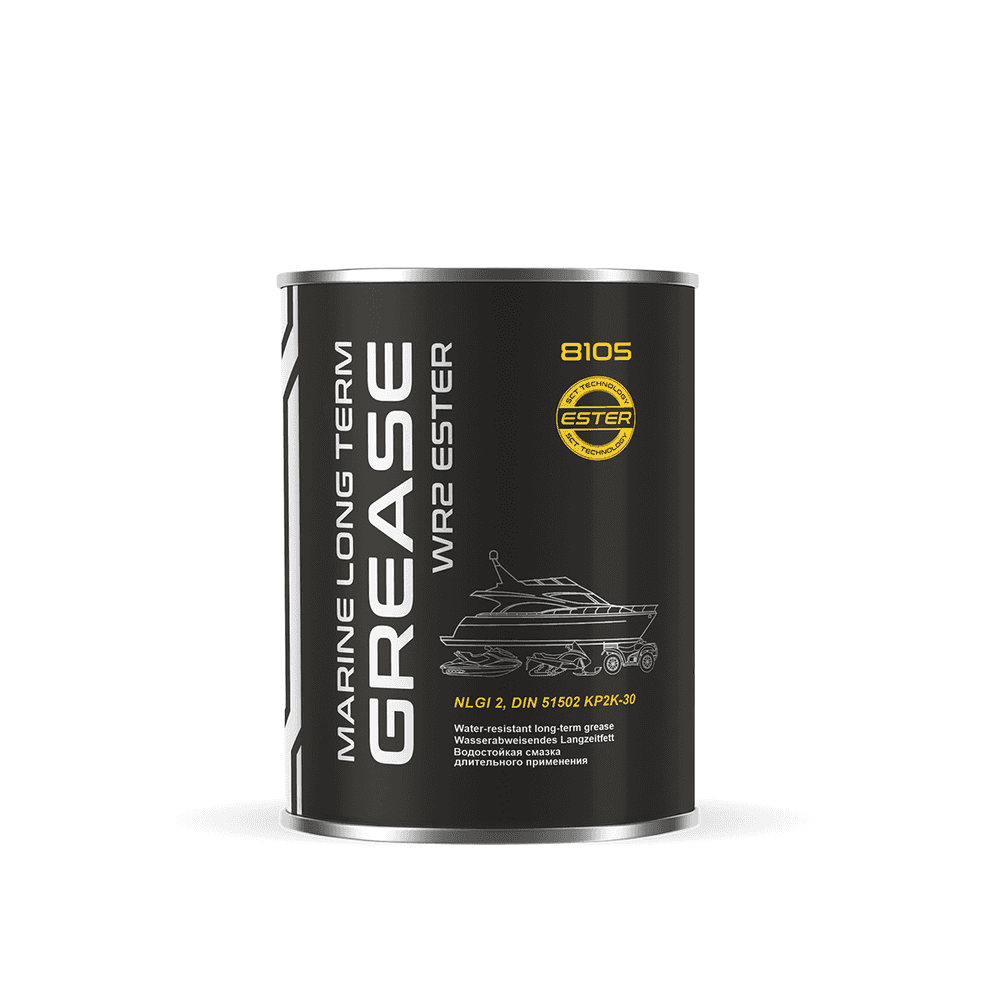 MARINE LONG TERM
GREASE
WR2 ESTER
8105
SCT TECHNOLOGY
ESTER
SCT TECHNOLOGY
NLGI 2, DIN 51502 KP2K-30
Water-resistant long-term grease
Wasserabweisendes Langzeitfett
Водостойкая смазка
длительного применения